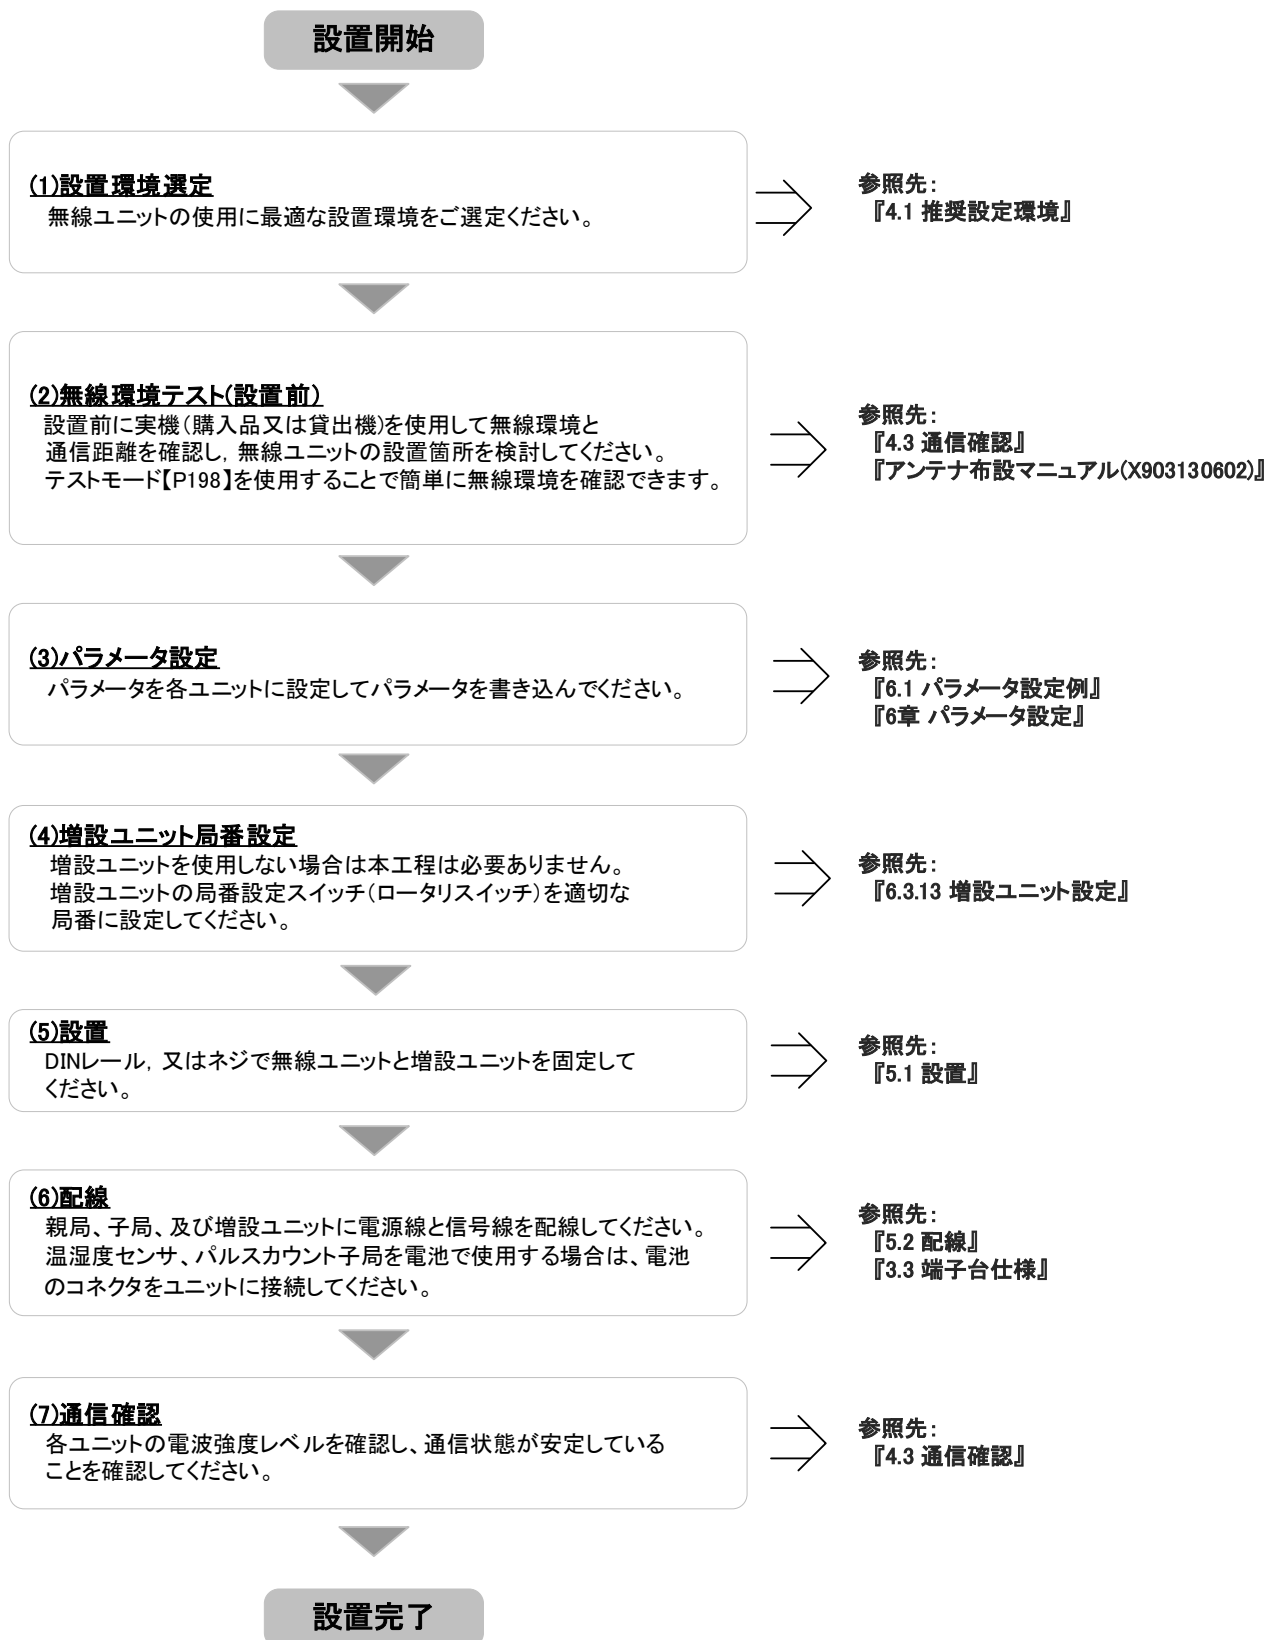 設置開始
(1)設置環境選定
無線ユニットの使用に最適な設置環境をご選定ください。
参照先:
『4.1 推奨設定環境』
(2)無線環境テスト(設置前)
設置前に実機(購入品又は貸出機)を使用して無線環境と
通信距離を確認し, 無線ユニットの設置箇所を検討してください。
テストモード【P198】を使用することで簡単に無線環境を確認できます。
参照先:
『4.3 通信確認』
『アンテナ布設マニュアル(X903130602)』
(3)パラメータ設定
パラメータを各ユニットに設定してパラメータを書き込んでください。
参照先:
『6.1 パラメータ設定例』
『6章 パラメータ設定』
(4)増設ユニット局番設定
増設ユニットを使用しない場合は本工程は必要ありません。
増設ユニットの局番設定スイッチ(ロータリスイッチ)を適切な
局番に設定してください。
参照先:
『6.3.13 増設ユニット設定』
(5)設置
DINレール, 又はネジで無線ユニットと増設ユニットを固定して
ください。
参照先:
『5.1 設置』
(6)配線
親局、子局、及び増設ユニットに電源線と信号線を配線してください。
温湿度センサ、パルスカウント子局を電池で使用する場合は、電池
のコネクタをユニットに接続してください。
参照先:
『5.2 配線』
『3.3 端子台仕様』
(7)通信確認
各ユニットの電波強度レベルを確認し、通信状態が安定している
ことを確認してください。
参照先:
『4.3 通信確認』
設置完了